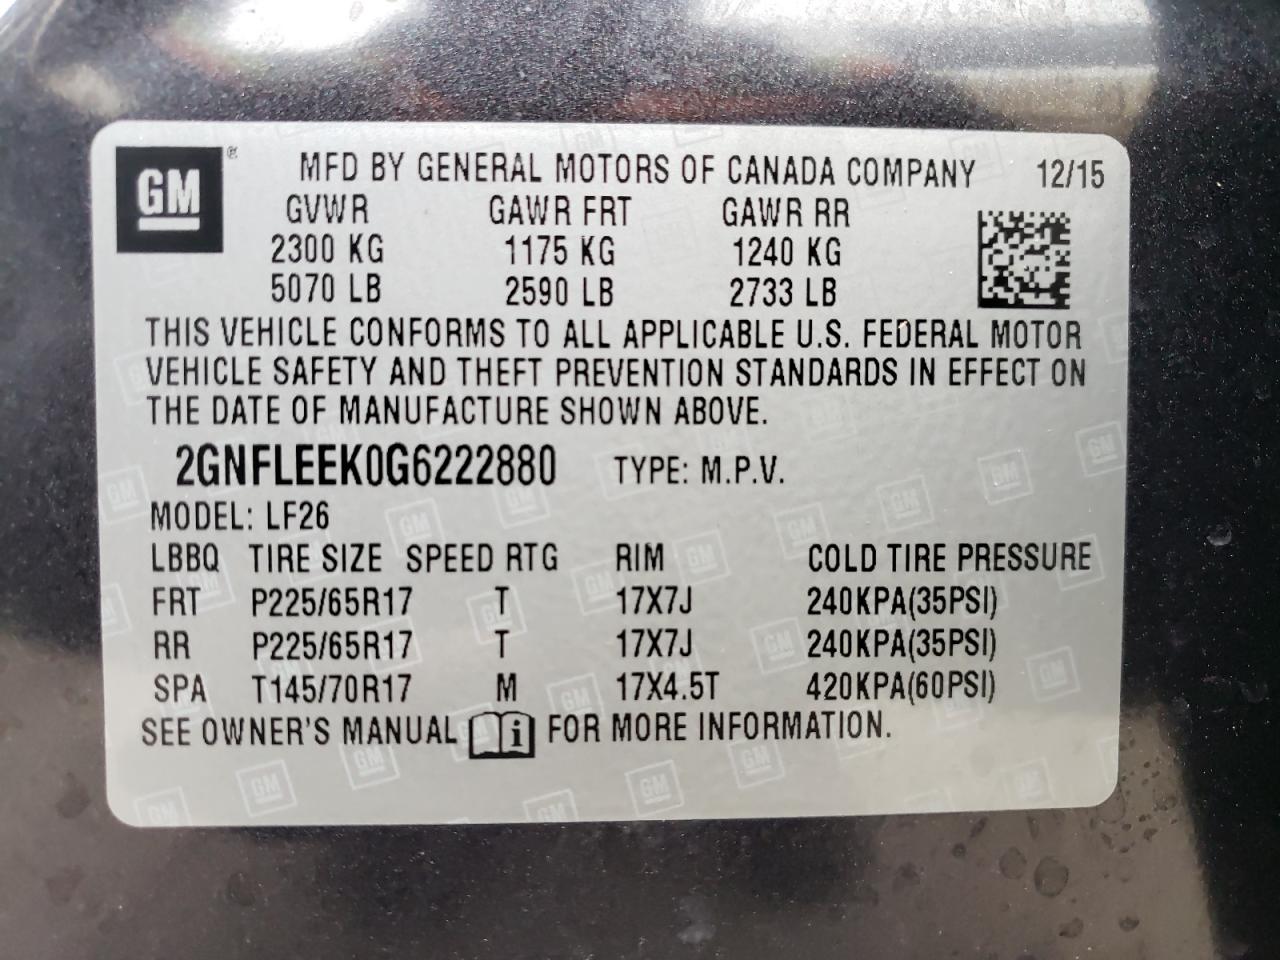 GM ® MFD BY GENERAL MOTORS OF CANADA COMPANY 12/15
GVWR GAWR FRT GAWR RR
2300 KG 1175 KG 1240 KG
5070 LB 2590 LB 2733 LB
THIS VEHICLE CONFORMS TO ALL APPLICABLE U.S. FEDERAL MOTOR
VEHICLE SAFETY AND THEFT PREVENTION STANDARDS IN EFFECT ON
THE DATE OF MANUFACTURE SHOWN ABOVE.
2GNFLEEK0G6222880 TYPE: M.P.V.
MODEL: LF26
LBBQ TIRE SIZE SPEED RTG RIM COLD TIRE PRESSURE
FRT P225/65R17 T 17X7J 240KPA(35PSI)
RR P225/65R17 T 17X7J 240KPA(35PSI)
SPA T145/70R17 M 17X4.5T 420KPA(60PSI)
SEE OWNER'S MANUAL i FOR MORE INFORMATION.